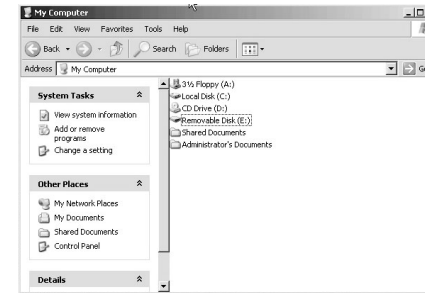 My Computer
File Edit View Favorites Tools Help
Back Search Folders
Address My Computer
System Tasks
View system information
Add or remove
programs
Change a setting
Other Places
My Network Places
My Documents
Shared Documents
Control Panel
Details
3½ Floppy (A:)
Local Disk (C:)
CD Drive (D:)
Removable Disk (E:)
Shared Documents
Administrator's Documents